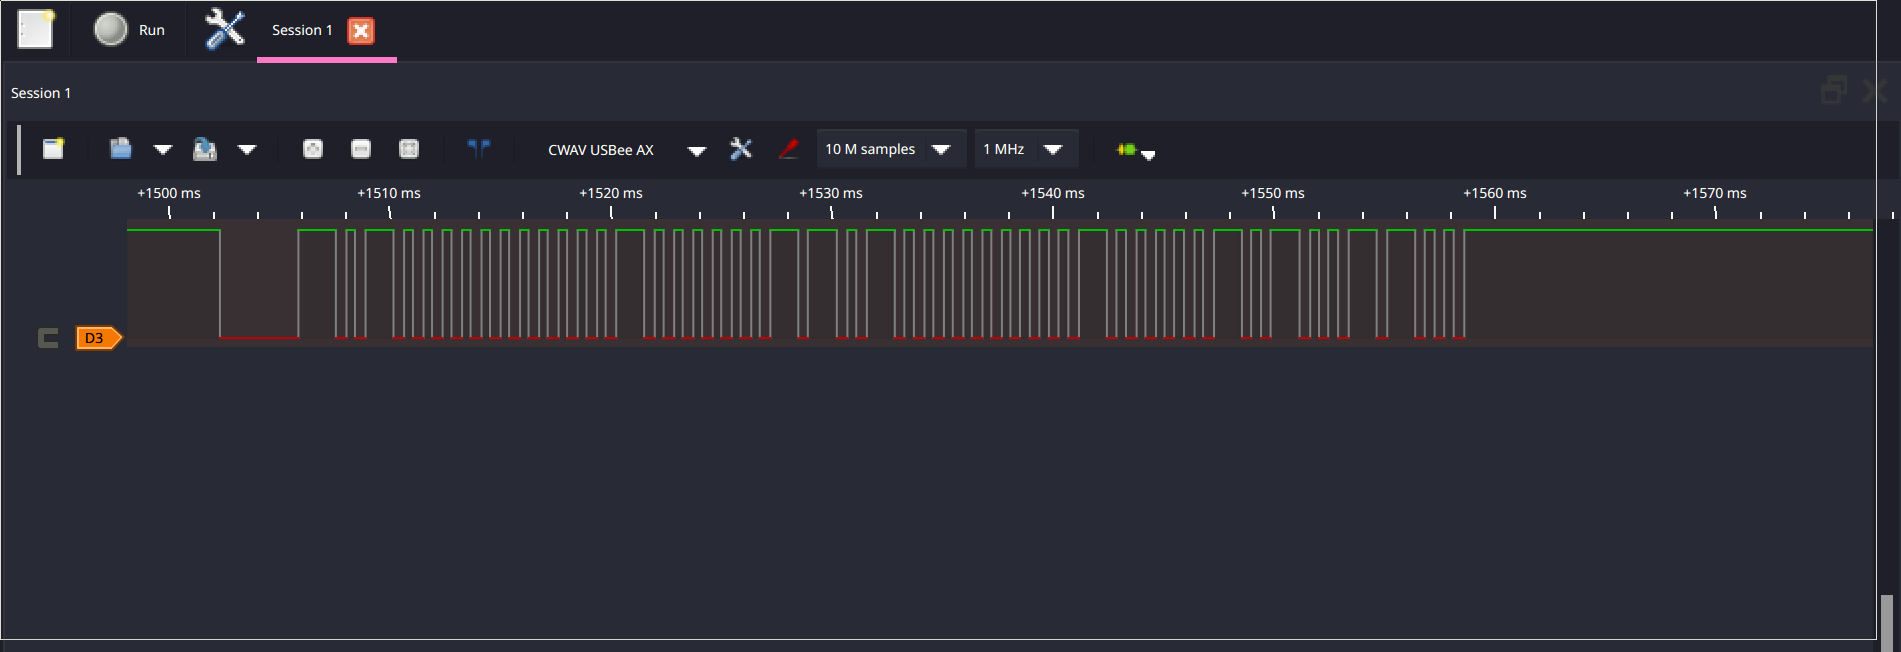 Run
Session 1
Session 1
CWAV USBee AX
10 M samples
1 MHz
+1500 ms +1510 ms +1520 ms +1530 ms +1540 ms +1550 ms +1560 ms +1570 ms
D3